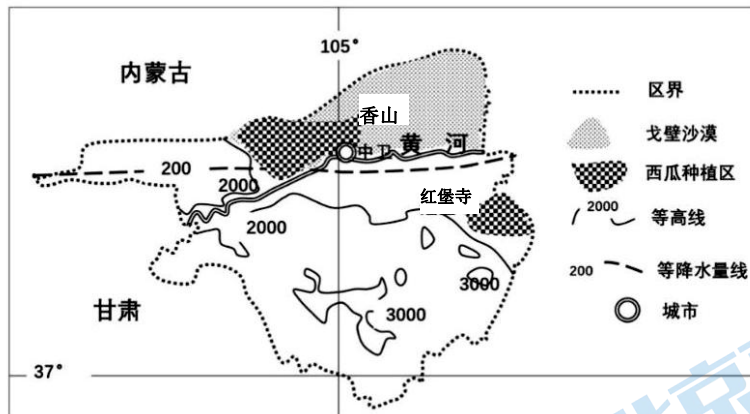 105°
内蒙古
香山
中卫
黄河
200
2000
红堡寺
2000
3000
3000
甘肃
37°
区界
戈壁沙漠
西瓜种植区
2000
等高线
200
等降水量线
城市
北京